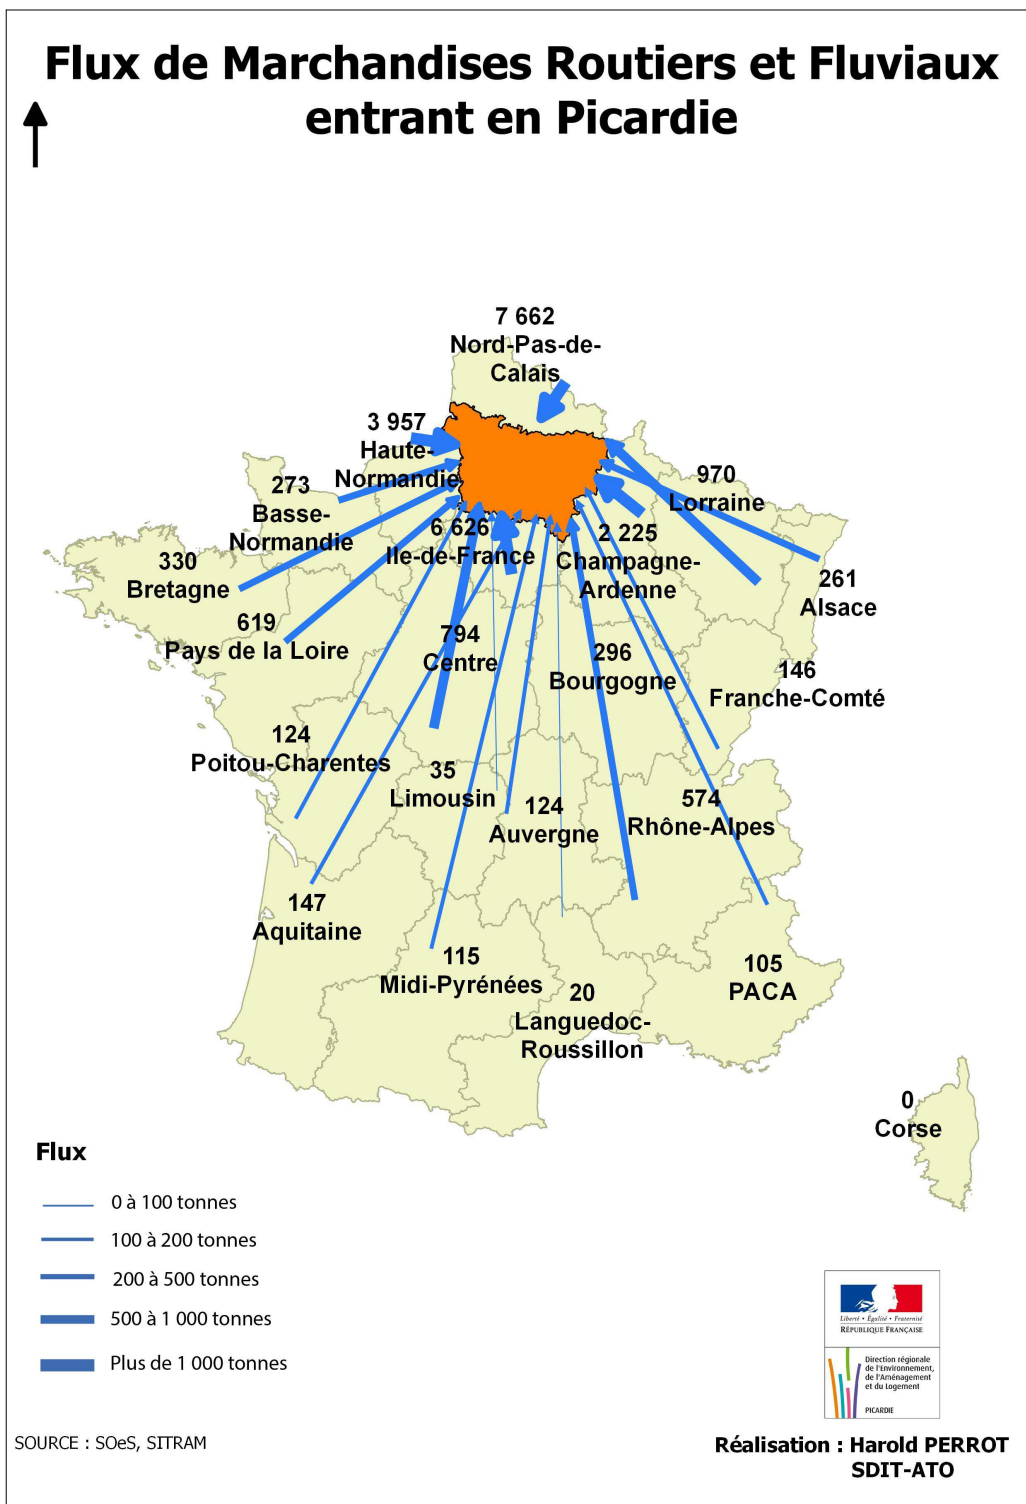 Flux de Marchandises Routiers et Fluviaux
entrant en Picardie
7 662
Nord-Pas-de-
Calais
3 957
Haute-
Normandie
273
Basse-
Normandie
970
Lorraine
6 626
Ile-de-France
2 225
Champagne-
Ardenne
330
Bretagne
261
Alsace
619
Pays de la Loire
794
Centre
296
Bourgogne
146
Franche-Comté
124
Poitou-Charentes
35
Limousin
124
Auvergne
574
Rhône-Alpes
147
Aquitaine
115
Midi-Pyrénées
20
Languedoc-
Roussillon
105
PACA
0
Corse
Flux
0 à 100 tonnes
100 à 200 tonnes
200 à 500 tonnes
500 à 1 000 tonnes
Plus de 1 000 tonnes
Liberté • Égalité • Fraternité
RÉPUBLIQUE FRANÇAISE
Direction régionale
de l'Environnement,
de l'Aménagement
et du Logement
PICARDIE
SOURCE : SOeS, SITRAM
Réalisation : Harold PERROT
SDIT-ATO